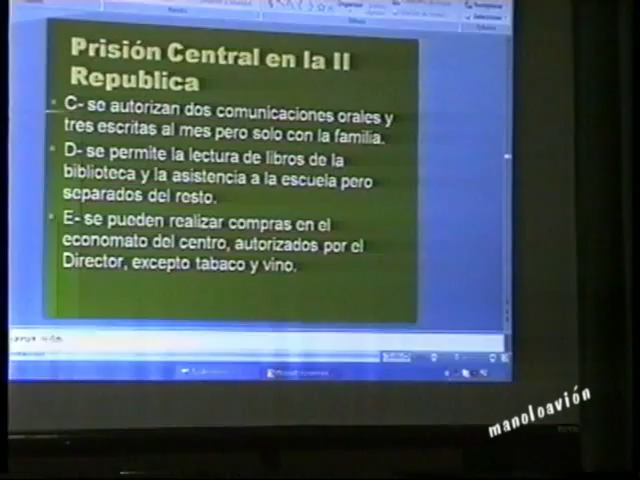 Prisión Central en la II
Republica
C- se autorizan dos comunicaciones orales y
tres escritas al mes pero solo con la familia.
D- se permite la lectura de libros de la
biblioteca y la asistencia a la escuela pero
separados del resto.
E- se pueden realizar compras en el
economato del centro, autorizados por el
Director, excepto tabaco y vino.
manoloavión